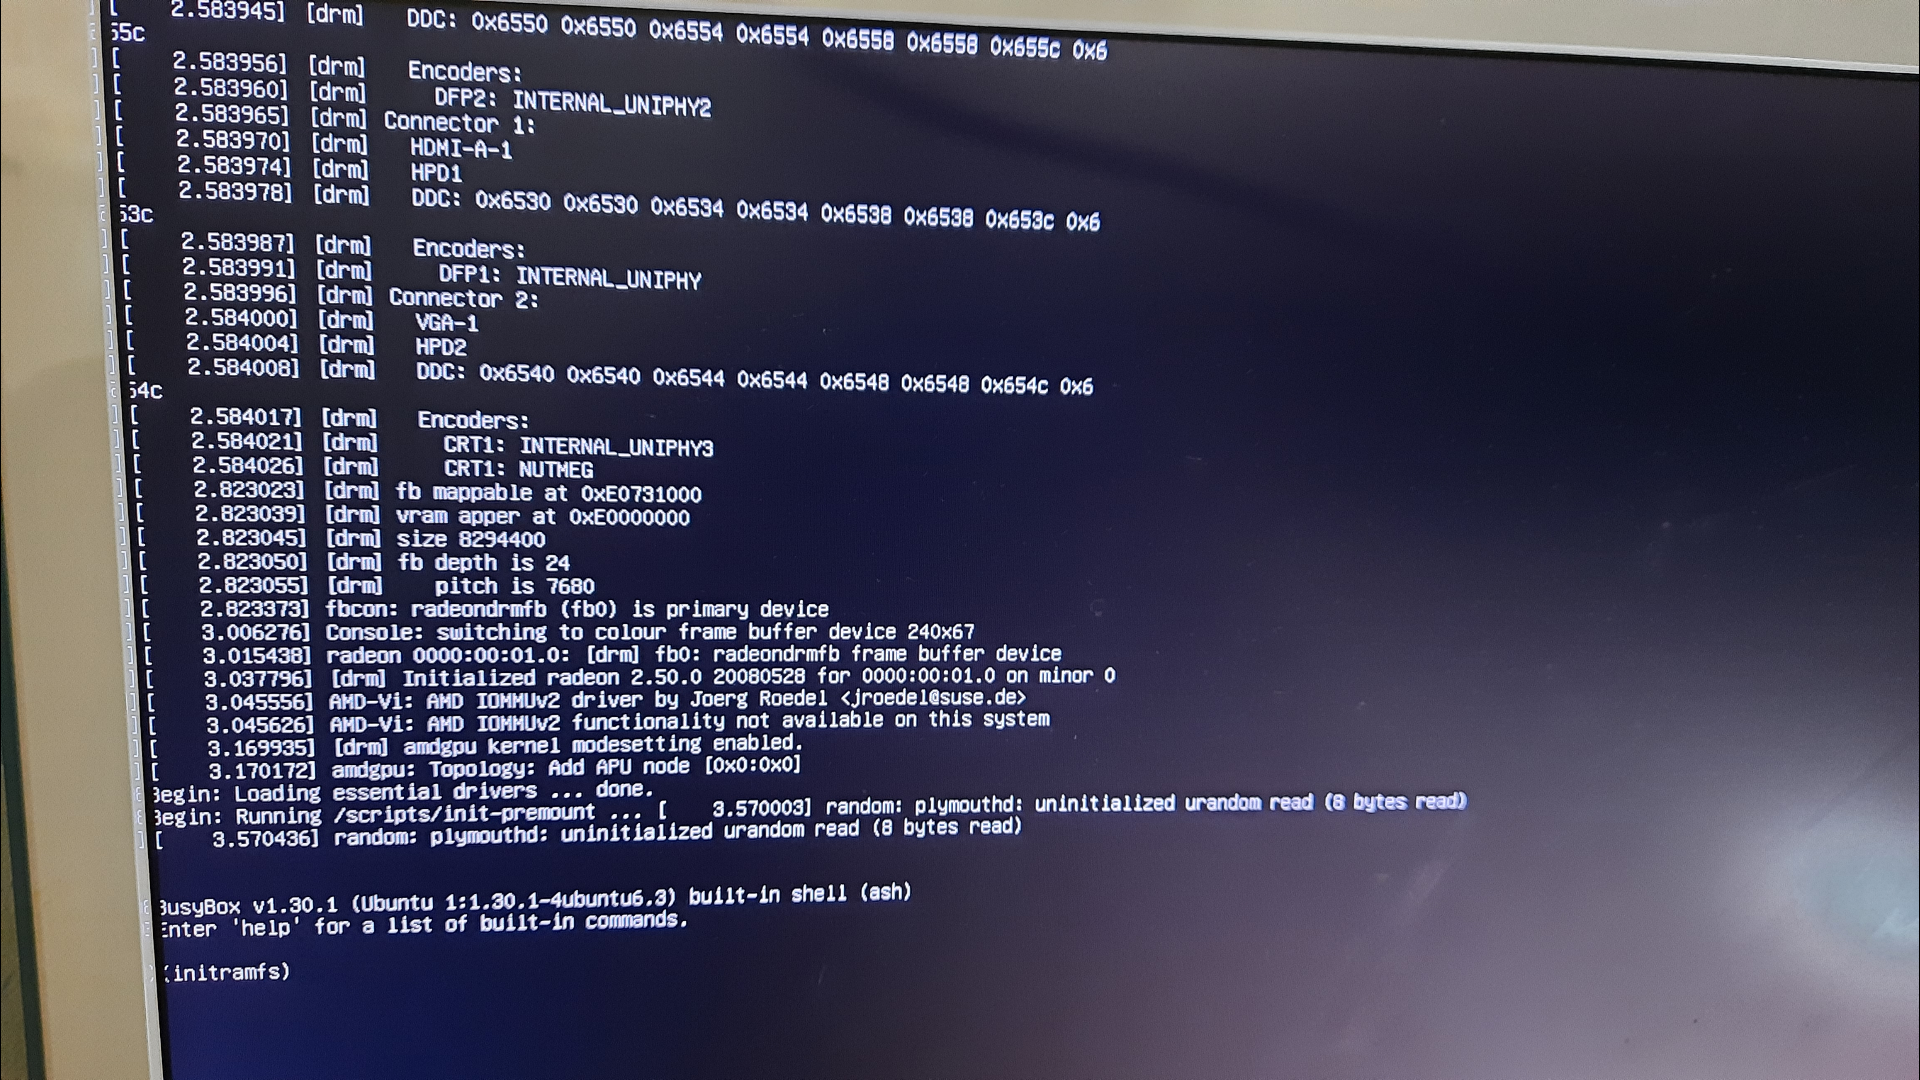 [    2.583945] [drm]   DDC: 0x6550 0x6550 0x6554 0x6554 0x6558 0x6558 0x655c 0x6
55c
[    2.583956] [drm]   Encoders:
[    2.583960] [drm]     DFP2: INTERNAL_UNIPHY2
[    2.583965] [drm] Connector 1:
[    2.583970] [drm]   HDMI-A-1
[    2.583974] [drm]   HPD1
[    2.583978] [drm]   DDC: 0x6530 0x6530 0x6534 0x6534 0x6538 0x6538 0x653c 0x6
53c
[    2.583987] [drm]   Encoders:
[    2.583991] [drm]     DFP1: INTERNAL_UNIPHY
[    2.583996] [drm] Connector 2:
[    2.584000] [drm]   VGA-1
[    2.584004] [drm]   HPD2
[    2.584008] [drm]   DDC: 0x6540 0x6540 0x6544 0x6544 0x6548 0x6548 0x654c 0x6
54c
[    2.584017] [drm]   Encoders:
[    2.584021] [drm]     CRT1: INTERNAL_UNIPHY3
[    2.584026] [drm]     CRT1: NUTMEG
[    2.823023] [drm] fb mappable at 0xE0731000
[    2.823039] [drm] vram apper at 0xE0000000
[    2.823045] [drm] size 8294400
[    2.823050] [drm] fb depth is 24
[    2.823055] [drm]    pitch is 7680
[    2.823373] fbcon: radeondrmfb (fb0) is primary device
[    3.006276] Console: switching to colour frame buffer device 240x67
[    3.015438] radeon 0000:00:01.0: [drm] fb0: radeondrmfb frame buffer device
[    3.037796] [drm] Initialized radeon 2.50.0 20080528 for 0000:00:01.0 on minor 0
[    3.045556] AMD-Vi: AMD IOMMUv2 driver by Joerg Roedel <jroedel@suse.de>
[    3.045626] AMD-Vi: AMD IOMMUv2 functionality not available on this system
[    3.169935] [drm] amdgpu kernel modesetting enabled.
[    3.170172] amdgpu: Topology: Add APU node [0x0:0x0]
Begin: Loading essential drivers ... done.
Begin: Running /scripts/init-premount ... [    3.570003] random: plymouthd: uninitialized urandom read (8 bytes read)
[    3.570436] random: plymouthd: uninitialized urandom read (8 bytes read)
BusyBox v1.30.1 (Ubuntu 1:1.30.1-4ubuntu6.3) built-in shell (ash)
Enter 'help' for a list of built-in commands.
(initramfs)